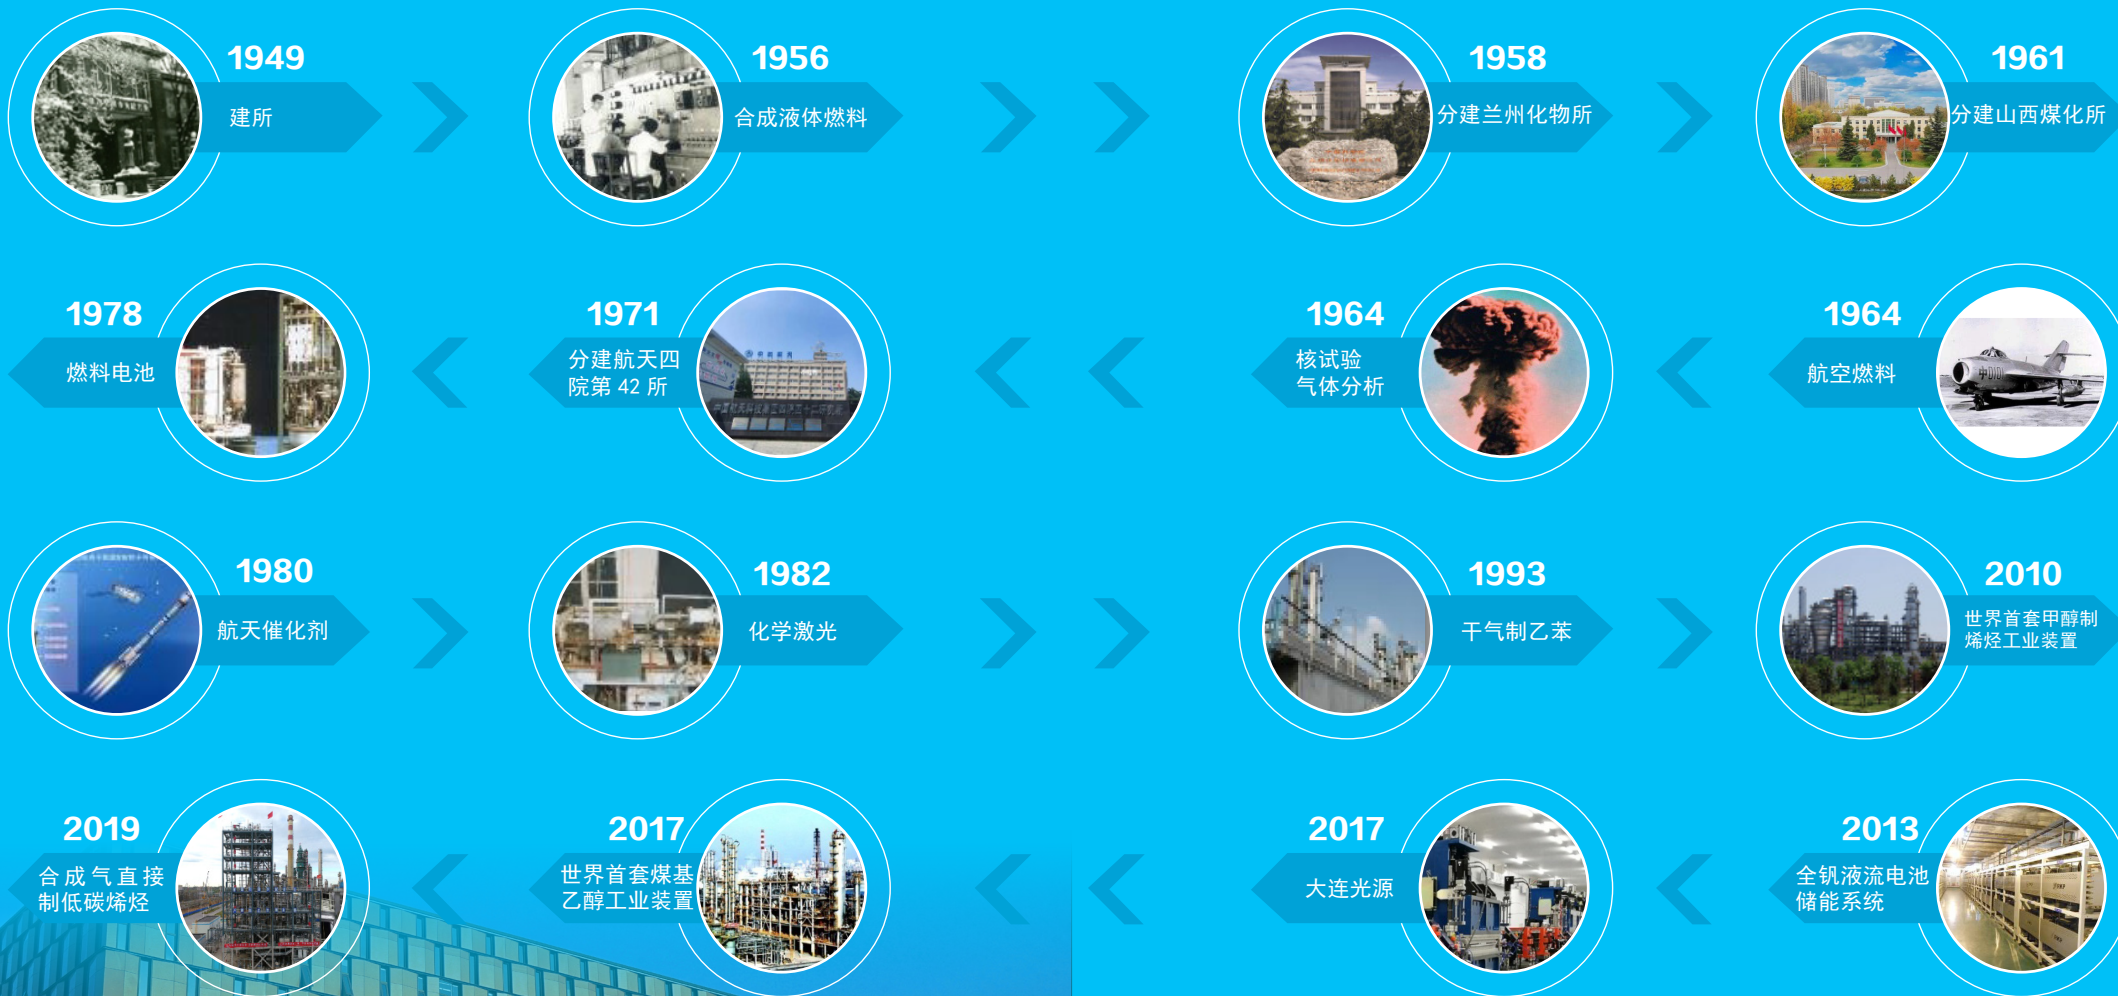 1949
建所
1956
合成液体燃料
1958
分建兰州化物所
1961
分建山西煤化所
1964
航空燃料
中0101
1964
核试验
气体分析
1971
分建航天四
院第 42 所
1978
燃料电池
1980
航天催化剂
1982
化学激光
1993
干气制乙苯
2010
世界首套甲醇制
烯烃工业装置
2013
全钒液流电池
储能系统
2017
大连光源
2017
世界首套煤基
乙醇工业装置
2019
合成气直接
制低碳烯烃